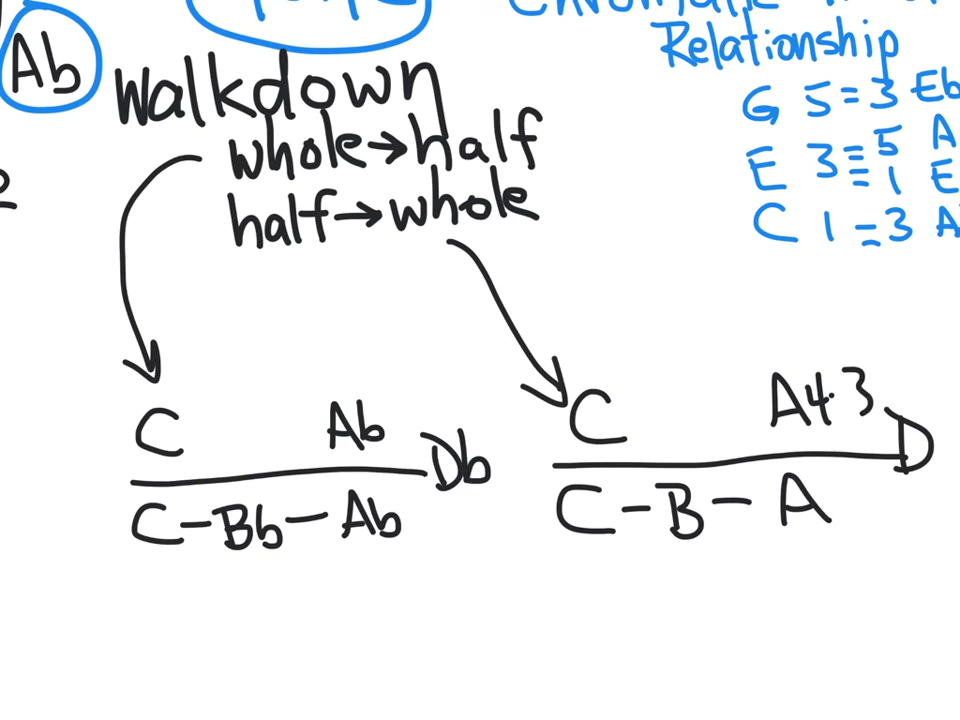 Ab
Walkdown
whole→half
half→whole
Relationship
G 5=3 Eb
E 3≡5 A
1 E
C 1=3 A
C Ab
Db
C-Bb-Ab
C A4·3
D
C-B-A